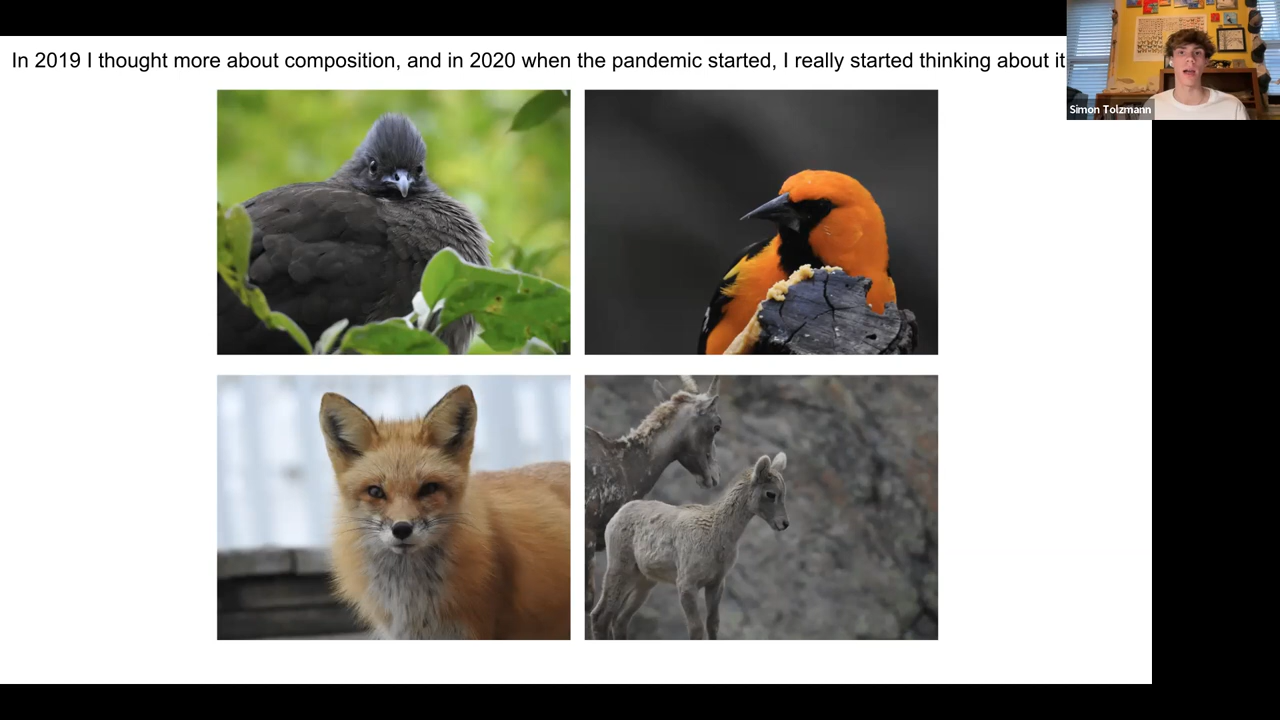 In 2019 I thought more about composition, and in 2020 when the pandemic started, I really started thinking about it
Simon Tolzmann